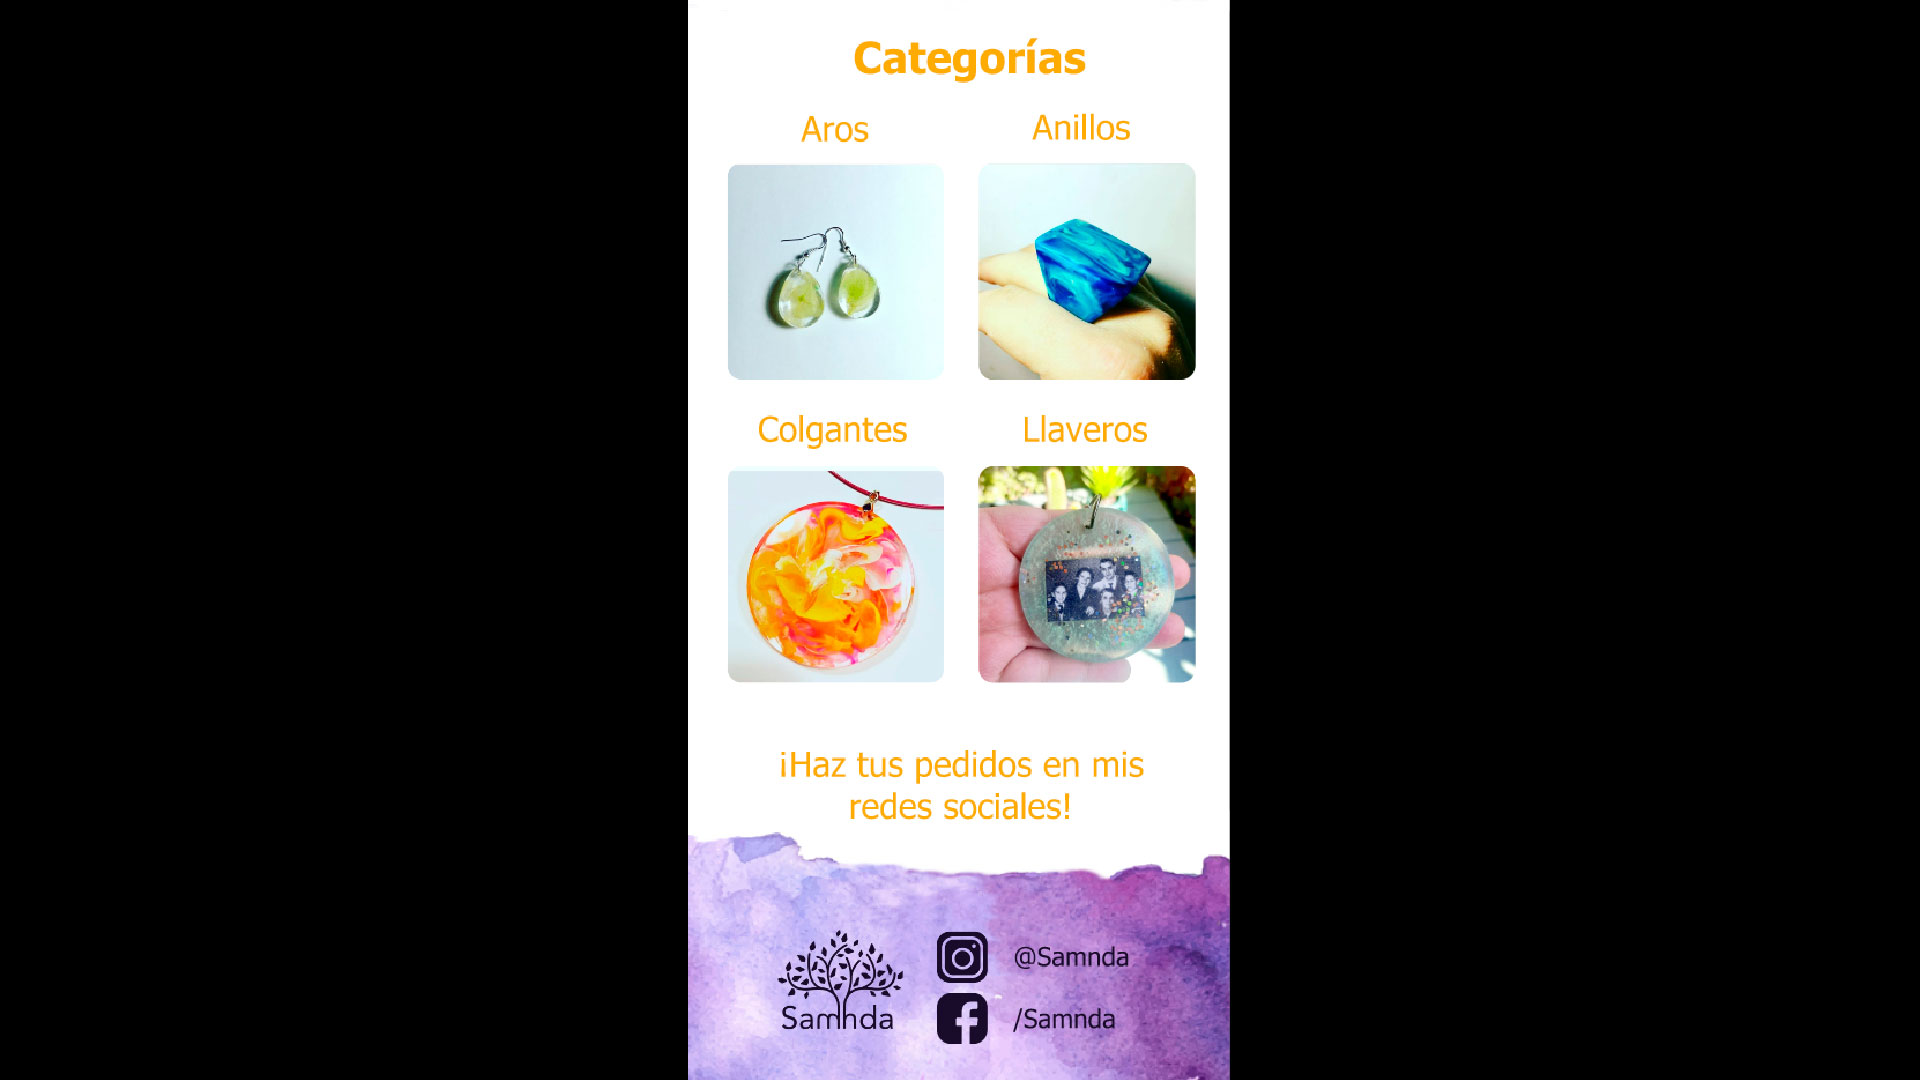 Categorías
Aros
Anillos
Colgantes
Llaveros
¡Haz tus pedidos en mis
redes sociales!
Samnda
@Samnda
/Samnda